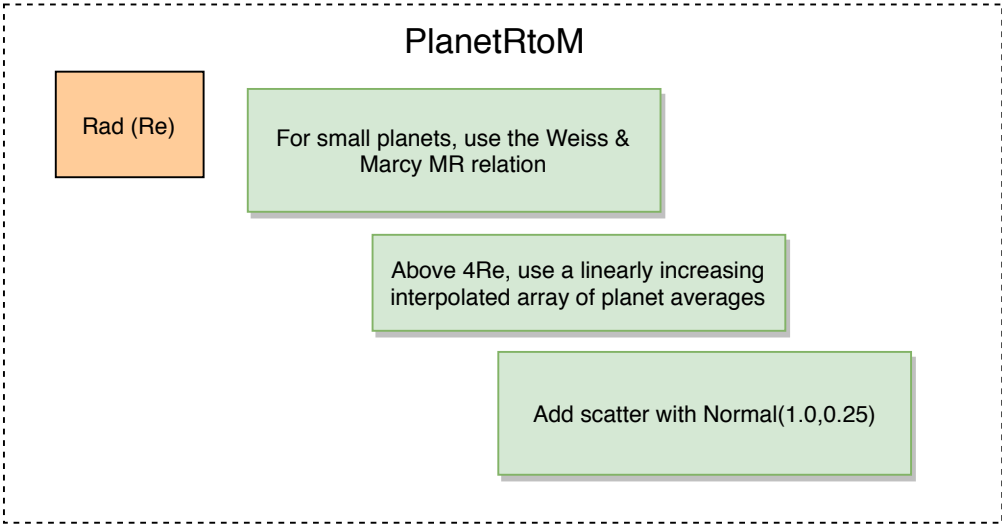 PlanetRtoM
Rad (Re)
For small planets, use the Weiss &
Marcy MR relation
Above 4Re, use a linearly increasing
interpolated array of planet averages
Add scatter with Normal(1.0,0.25)